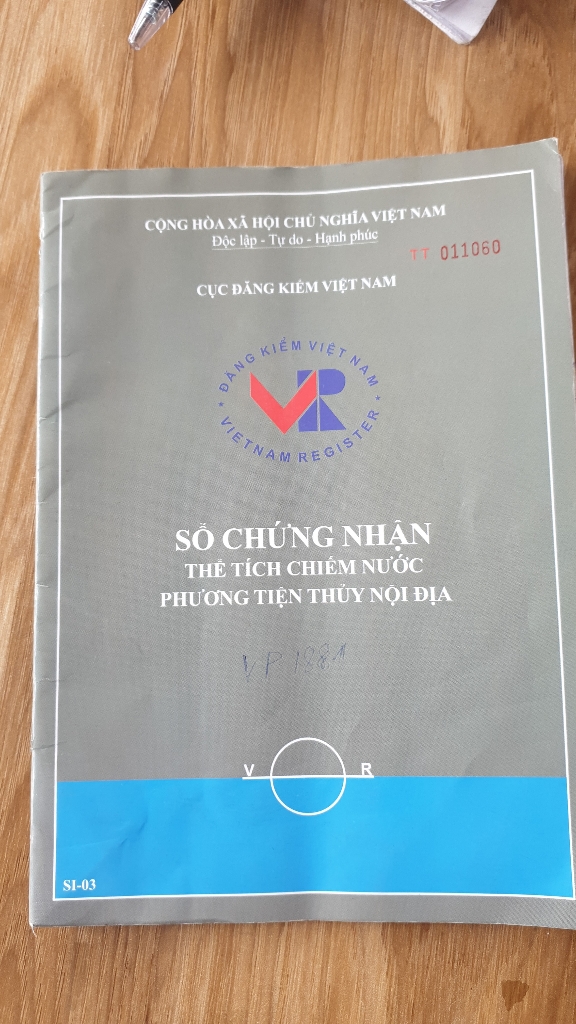 CỘNG HÒA XÃ HỘI CHỦ NGHĨA VIỆT NAM
Độc lập - Tự do - Hạnh phúc
TT 011060
CỤC ĐĂNG KIỂM VIỆT NAM
* ĐĂNG KIỂM VIỆT NAM *
VR
VIETNAM REGISTER
SỔ CHỨNG NHẬN
THỂ TÍCH CHIẾM NƯỚC
PHƯƠNG TIỆN THỦY NỘI ĐỊA
VP 1881
V R
SI-03